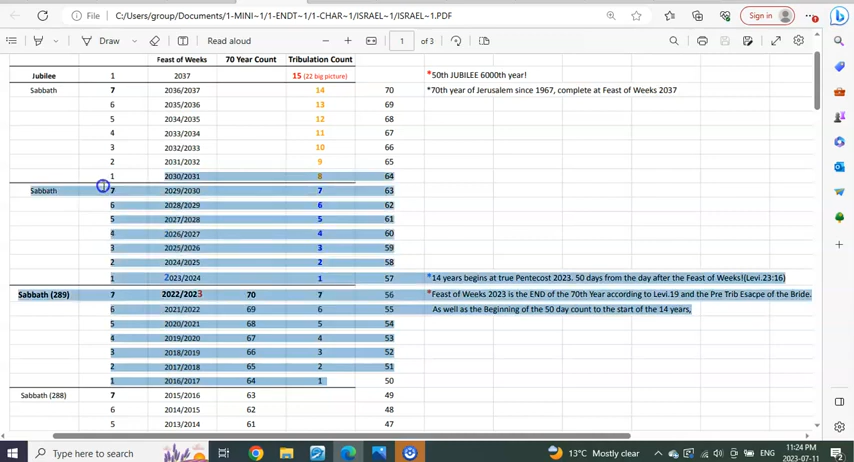 File | C:/Users/group/Documents/1-MINI~1/1-ENDT~1/1-CHAR~1/ISRAEL~1/ISRAEL~1.PDF
Sign in
Draw Read aloud 1 of 3
Feast of Weeks 70 Year Count Tribulation Count
Jubilee 1 2037 15 (22 big picture) *50th JUBILEE 6000th year!
Sabbath 7 2036/2037 14 70 *70th year of Jerusalem since 1967, complete at Feast of Weeks 2037
6 2035/2036 13 69
5 2034/2035 12 68
4 2033/2034 11 67
3 2032/2033 10 66
2 2031/2032 9 65
1 2030/2031 8 64
Sabbath 7 2029/2030 7 63
6 2028/2029 6 62
5 2027/2028 5 61
4 2026/2027 4 60
3 2025/2026 3 59
2 2024/2025 2 58
1 2023/2024 1 57 *14 years begins at true Pentecost 2023. 50 days from the day after the Feast of Weeks!(Levi.23:16)
Sabbath (289) 7 2022/2023 70 7 56 *Feast of Weeks 2023 is the END of the 70th Year according to Levi.19 and the Pre Trib Esacpe of the Bride.
6 2021/2022 69 6 55 As well as the Beginning of the 50 day count to the start of the 14 years,
5 2020/2021 68 5 54
4 2019/2020 67 4 53
3 2018/2019 66 3 52
2 2017/2018 65 2 51
1 2016/2017 64 1 50
Sabbath (288) 7 2015/2016 63 49
6 2014/2015 62 48
5 2013/2014 61 47
Type here to search 13°C Mostly clear ENG 11:24 PM
2023-07-11